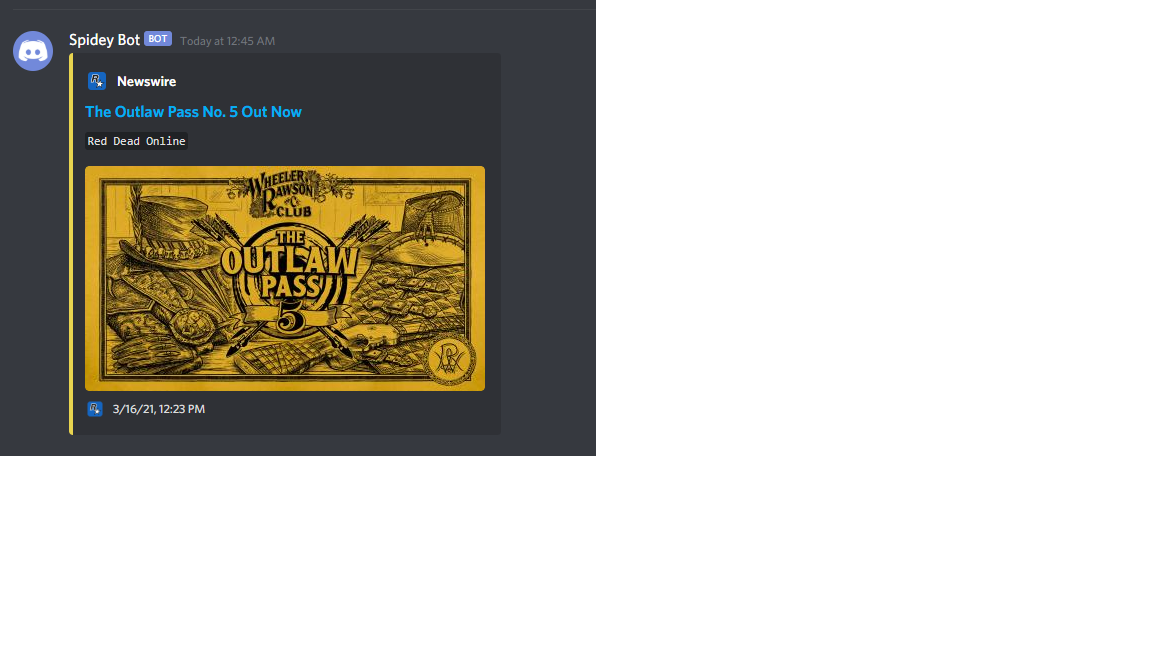 Spidey Bot BOT Today at 12:45 AM
Newswire
The Outlaw Pass No. 5 Out Now
Red Dead Online
WHEELER,
RAWSON
& Co
CLUB
THE
OUTLAW
PASS
5
3/16/21, 12:23 PM